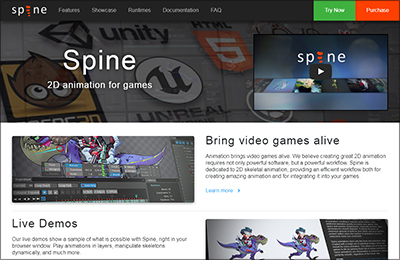 spine
Features Showcase Runtimes Documentation FAQ Try Now Purchase
unity
HTML
Spine
spine
2D animation for games
UNREAL
Bring video games alive
Animation brings video games alive. We believe creating great 2D animation
requires not only powerful software, but a powerful workflow. Spine is
dedicated to 2D skeletal animation, providing an efficient workflow both for
creating amazing animation and for integrating it into your games.
Learn more
Live Demos
Our live demos show a sample of what is possible with Spine, right in your
browser window. Play animations in layers, manipulate skeletons
dynamically, and much more.